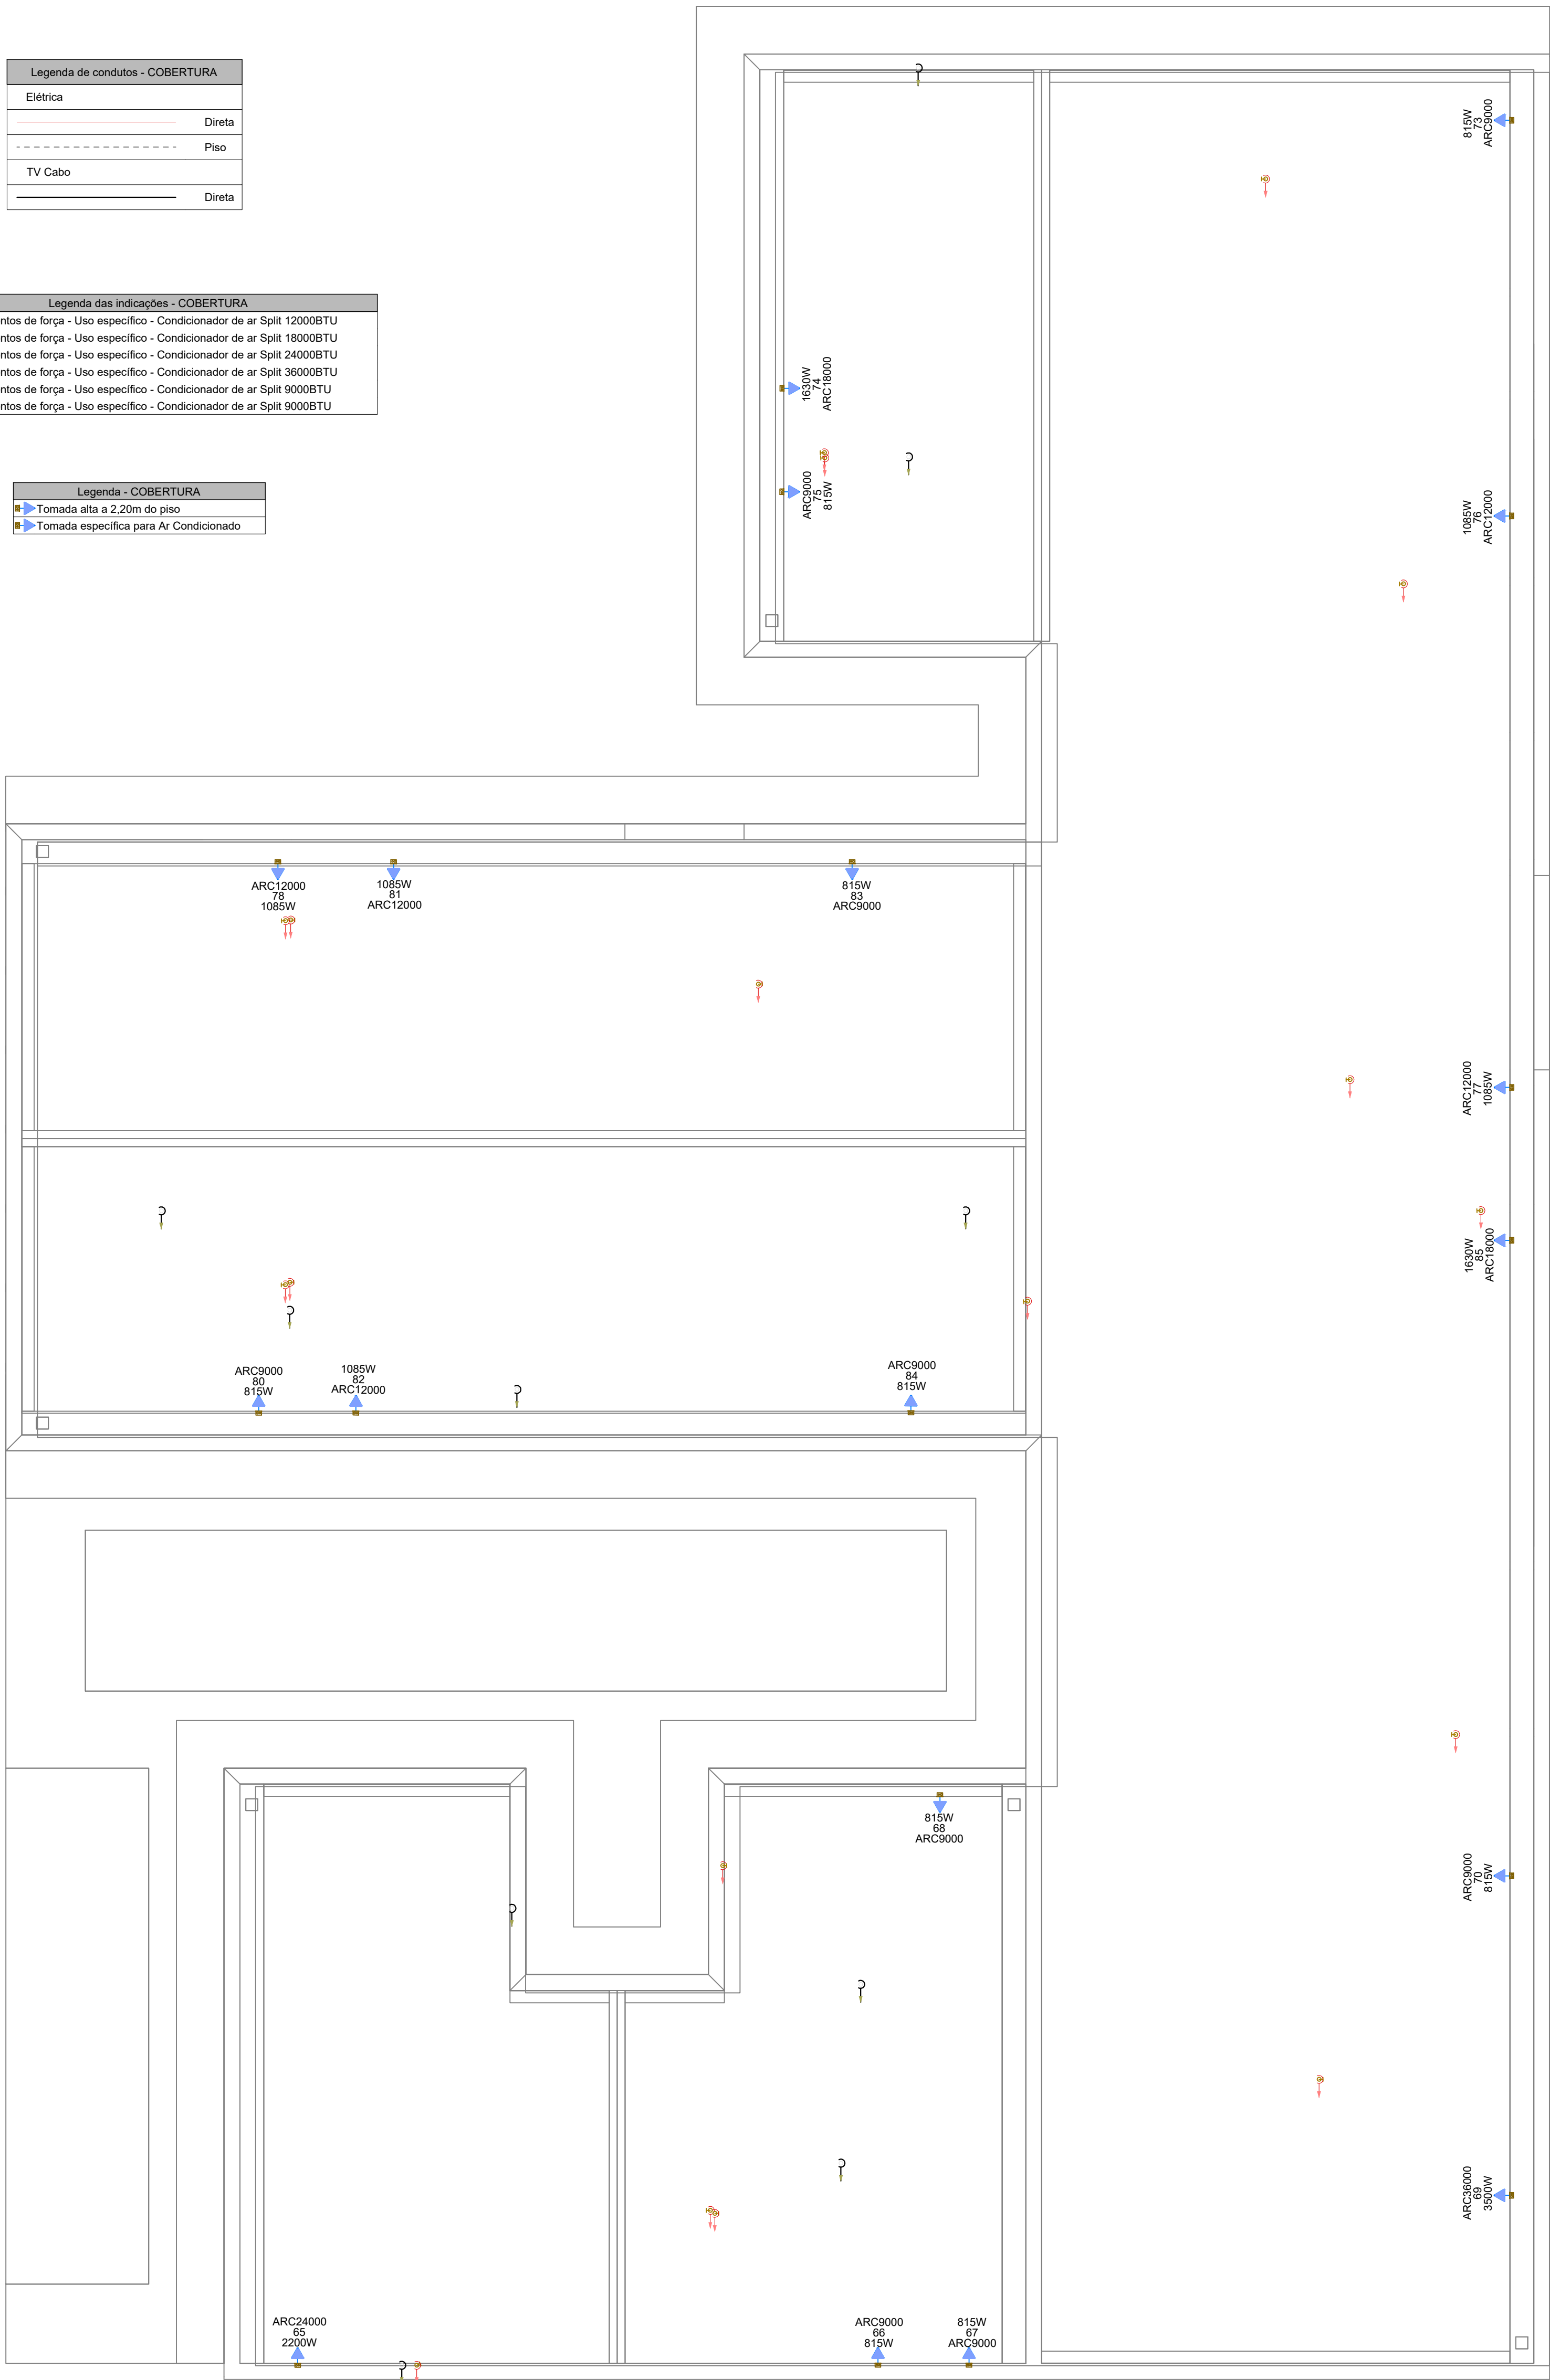 Legenda de condutos - COBERTURA
Elétrica
Direta
Piso
TV Cabo
Direta
Legenda das indicações - COBERTURA
ntos de força - Uso específico - Condicionador de ar Split 12000BTU
ntos de força - Uso específico - Condicionador de ar Split 18000BTU
ntos de força - Uso específico - Condicionador de ar Split 24000BTU
ntos de força - Uso específico - Condicionador de ar Split 36000BTU
ntos de força - Uso específico - Condicionador de ar Split 9000BTU
ntos de força - Uso específico - Condicionador de ar Split 9000BTU
Legenda - COBERTURA
Tomada alta a 2,20m do piso
Tomada específica para Ar Condicionado
815W
73
ARC9000
1630W
74
ARC18000
ARC9000
75
815W
1085W
76
ARC12000
ARC12000
78
1085W
1085W
81
ARC12000
815W
83
ARC9000
ARC12000
77
1085W
1630W
85
ARC18000
ARC9000
80
815W
1085W
82
ARC12000
ARC9000
84
815W
815W
68
ARC9000
ARC9000
70
815W
ARC36000
69
3500W
ARC24000
65
2200W
ARC9000
66
815W
815W
67
ARC9000